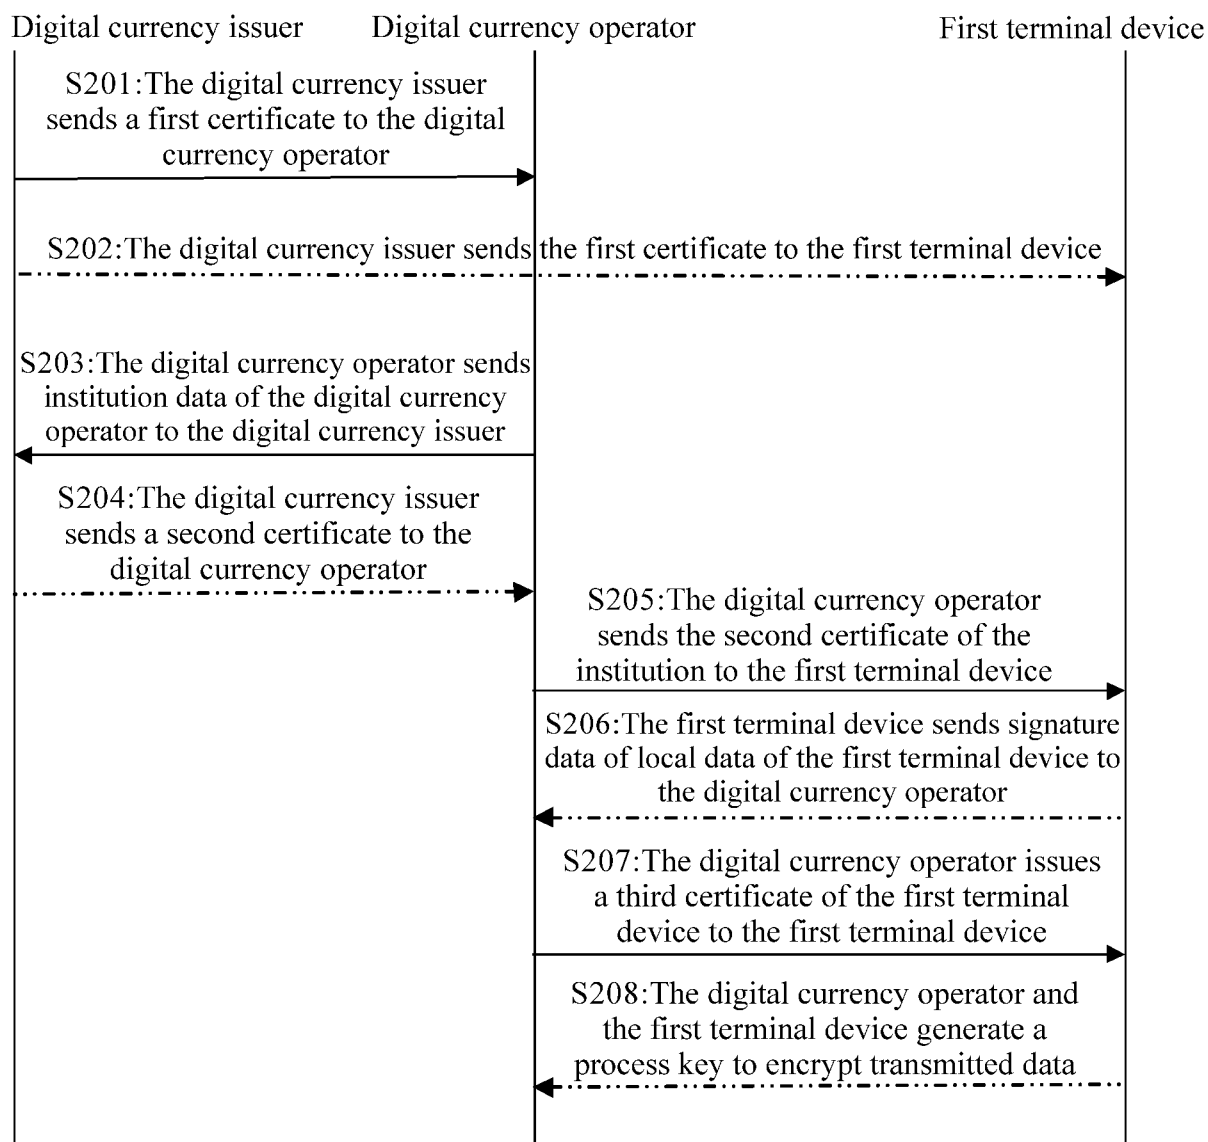 Digital currency issuer
Digital currency operator
First terminal device
S201:The digital currency issuer
sends a first certificate to the digital
currency operator
S202:The digital currency issuer sends the first certificate to the first terminal device
S203:The digital currency operator sends
institution data of the digital currency
operator to the digital currency issuer
S204:The digital currency issuer
sends a second certificate to the
digital currency operator
S205:The digital currency operator
sends the second certificate of the
institution to the first terminal device
S206:The first terminal device sends signature
data of local data of the first terminal device to
the digital currency operator
S207:The digital currency operator issues
a third certificate of the first terminal
device to the first terminal device
S208:The digital currency operator and
the first terminal device generate a
process key to encrypt transmitted data